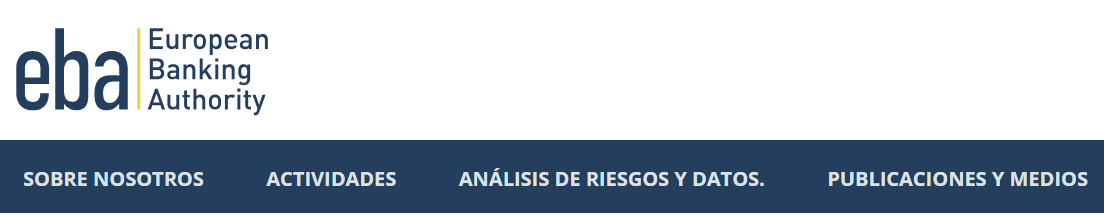 eba
European
Banking
Authority
SOBRE NOSOTROS ACTIVIDADES ANÁLISIS DE RIESGOS Y DATOS. PUBLICACIONES Y MEDIOS